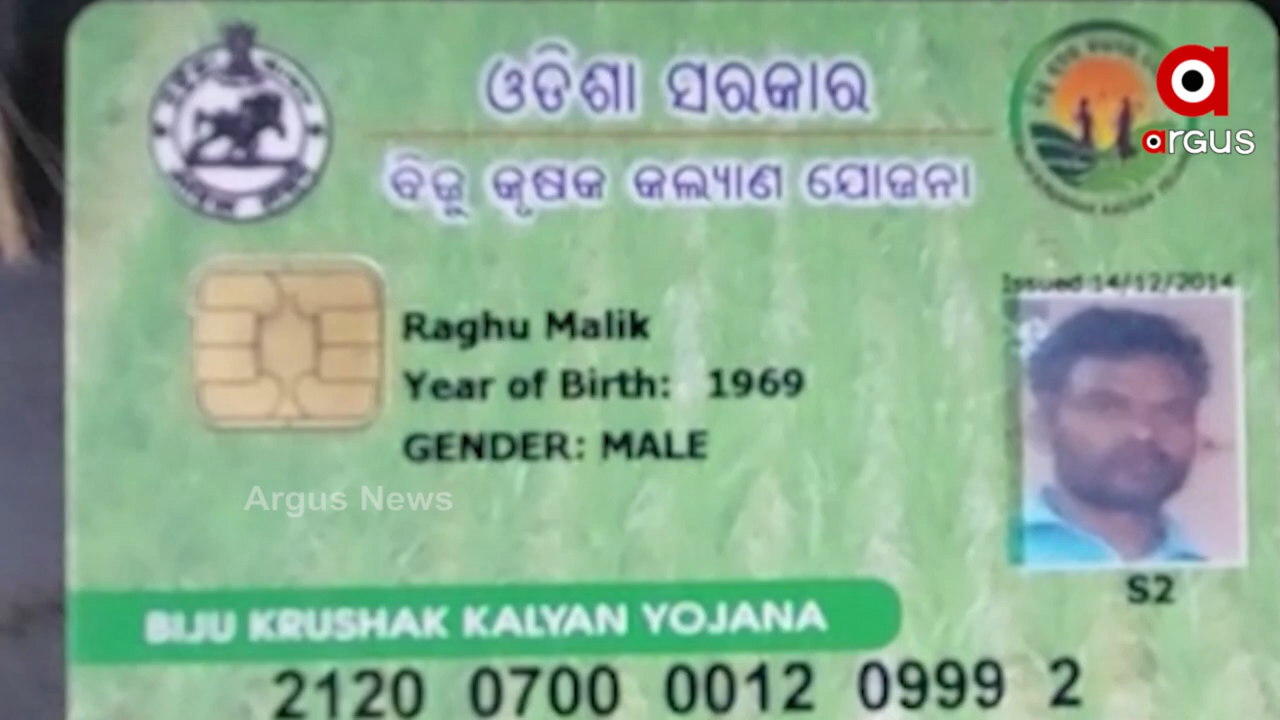 ଓଡିଶା ସରକାର
argus
ବିଜୁ କୃଷକ କଲ୍ୟାଣ ଯୋଜନା
Issued:14/12/2014
Raghu Malik
Year of Birth: 1969
GENDER: MALE
Argus News
S2
BIJU KRUSHAK KALYAN YOJANA
2120 0700 0012 0999 2